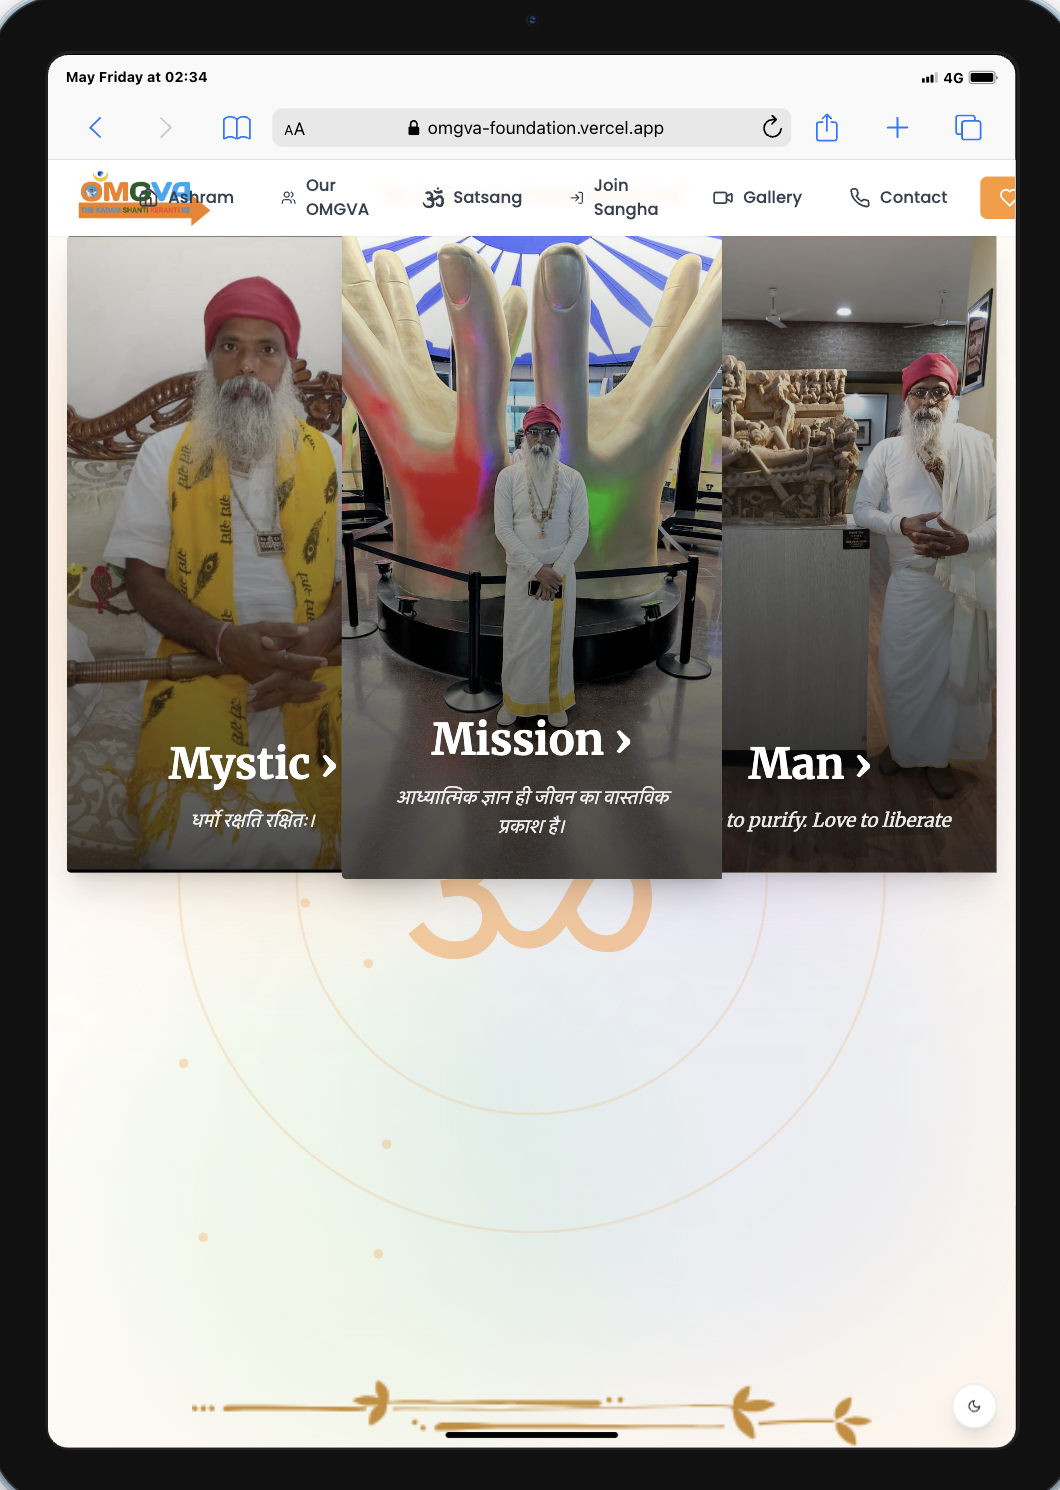 May Friday at 02:34
4G
AA
omgva-foundation.vercel.app
OMGVA
SHANTI
Ashram
Our
OMGVA
Satsang
Join
Sangha
Gallery
Contact
Mystic ›
धर्मो रक्षति रक्षितः।
Mission ›
आध्यात्मिक ज्ञान ही जीवन का वास्तविक
प्रकाश है।
Man ›
to purify. Love to liberate
ॐ